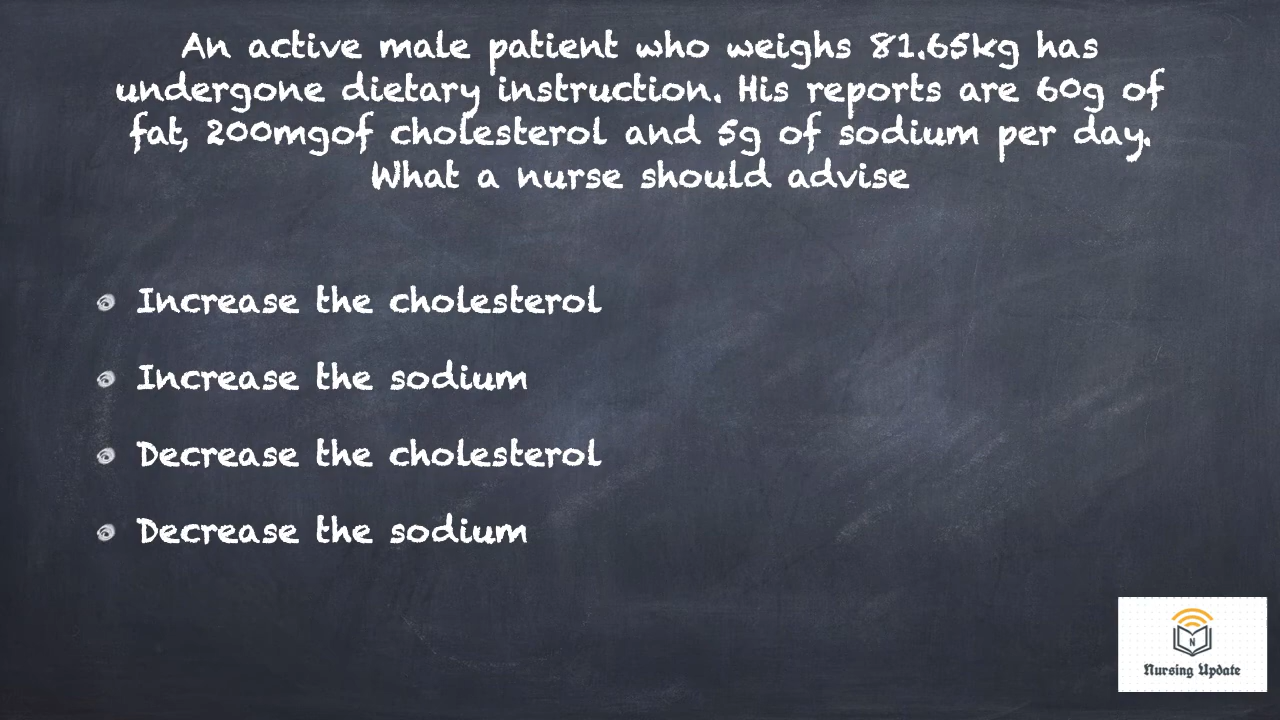 An active male patient who weighs 81.65kg has
undergone dietary instruction. His reports are 60g of
fat, 200mgof cholesterol and 5g of sodium per day.
What a nurse should advise
Increase the cholesterol
Increase the sodium
Decrease the cholesterol
Decrease the sodium
N
Nursing Update